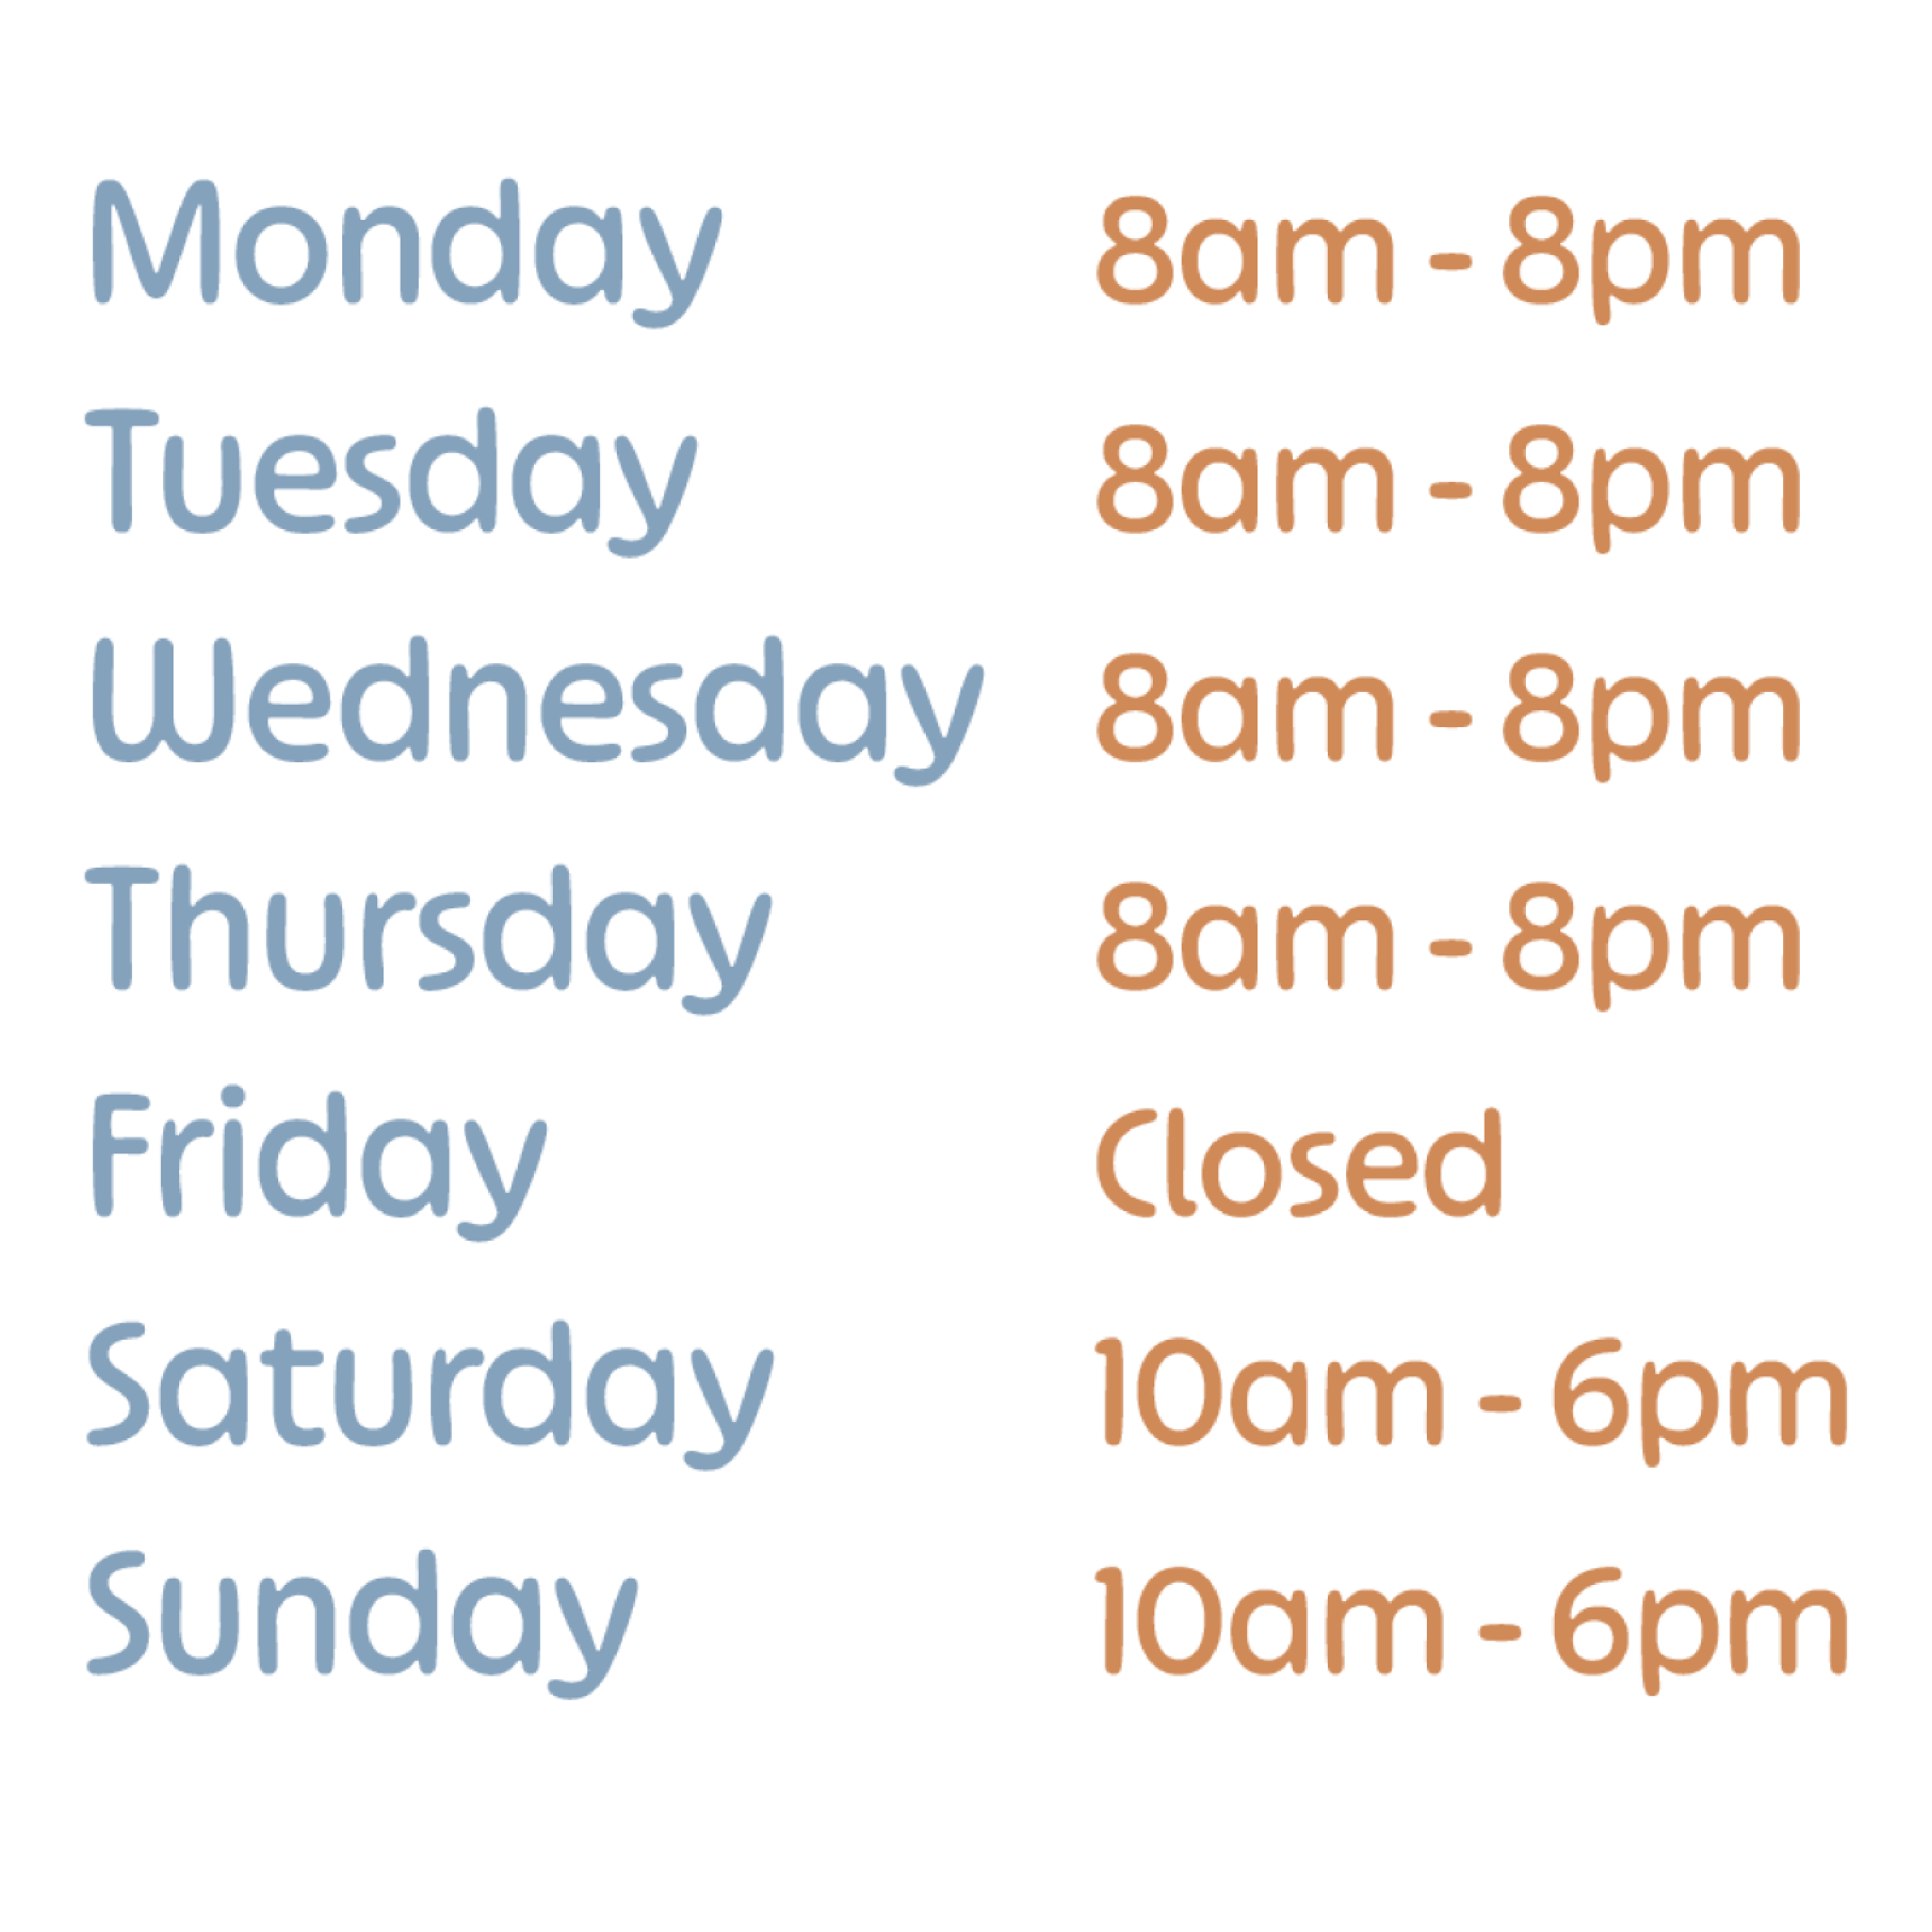 Monday 8am - 8pm
Tuesday 8am - 8pm
Wednesday 8am - 8pm
Thursday 8am - 8pm
Friday Closed
Saturday 10am - 6pm
Sunday 10am - 6pm